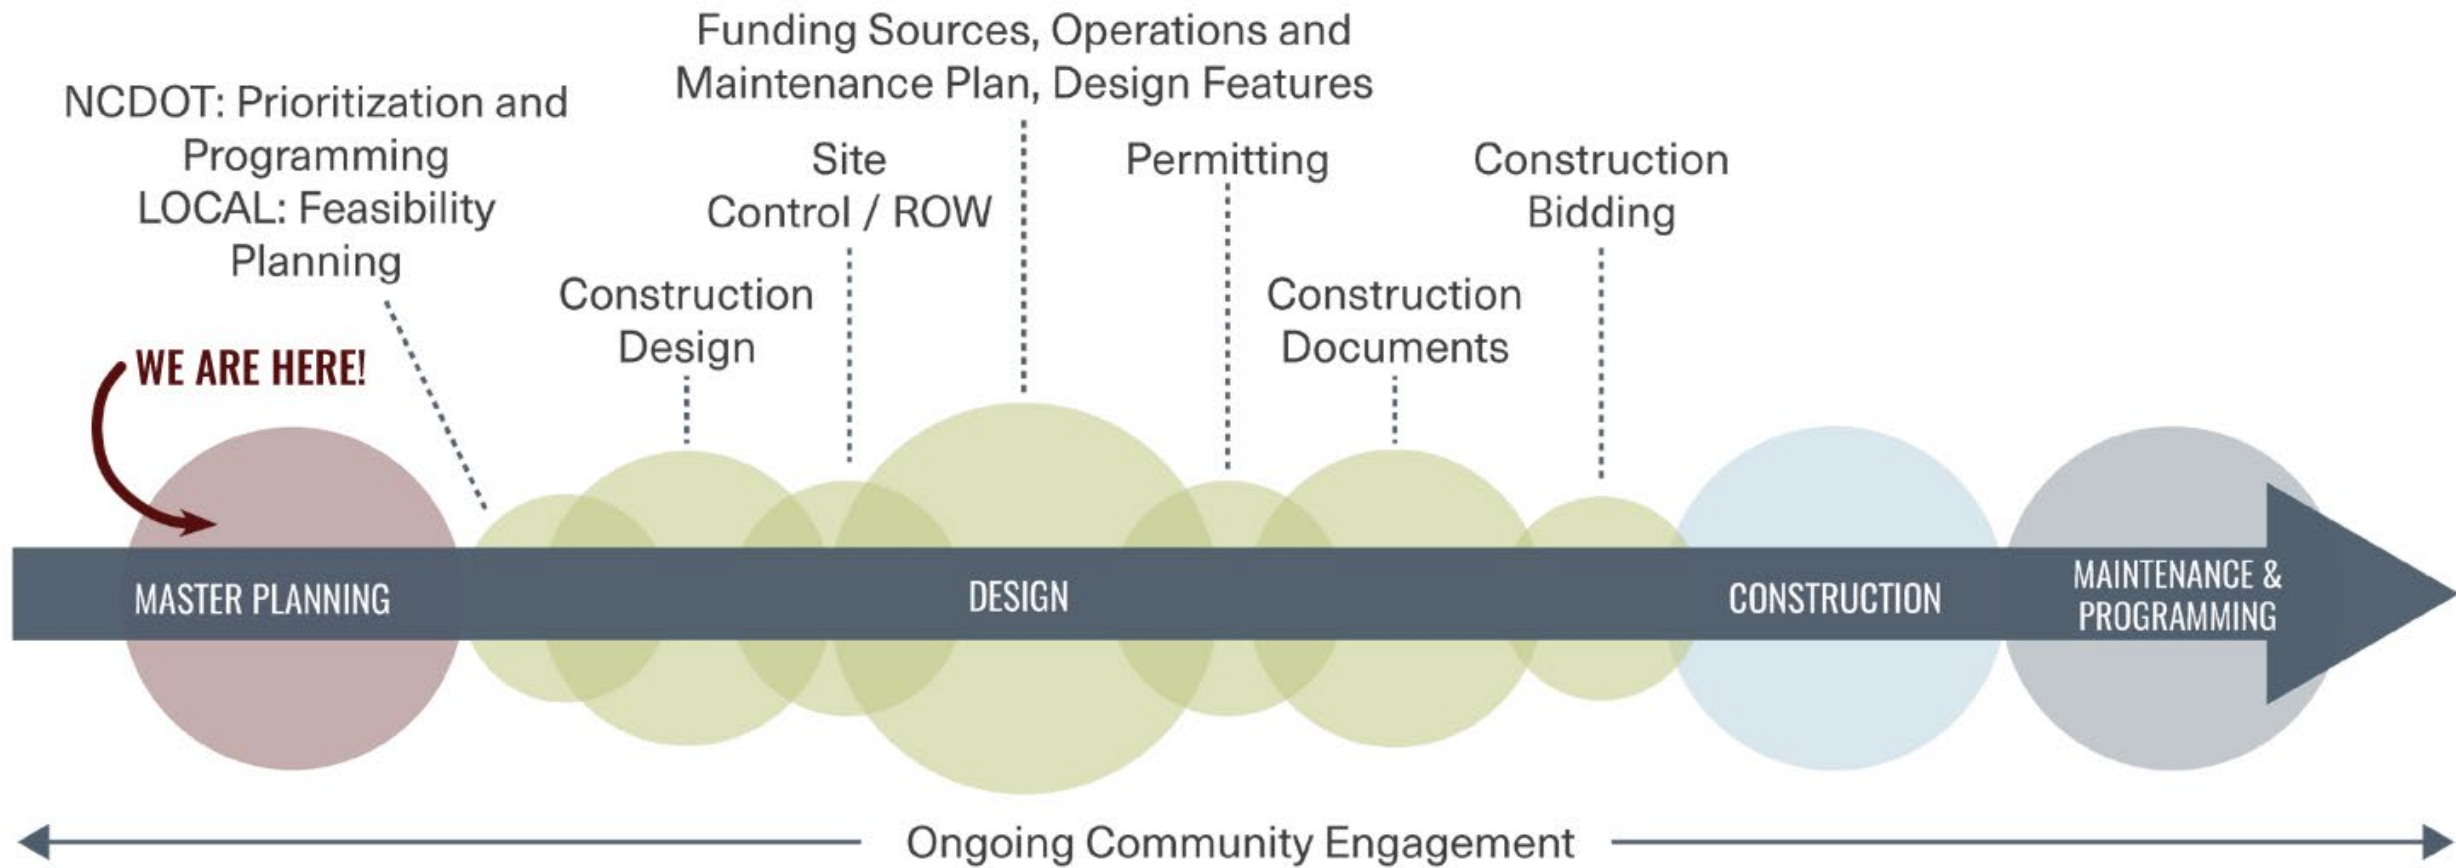 Funding Sources, Operations and
Maintenance Plan, Design Features
NCDOT: Prioritization and
Programming
LOCAL: Feasibility
Planning
Site
Control / ROW
Permitting
Construction
Bidding
Construction
Design
Construction
Documents
WE ARE HERE!
MASTER PLANNING
DESIGN
CONSTRUCTION
MAINTENANCE &
PROGRAMMING
Ongoing Community Engagement